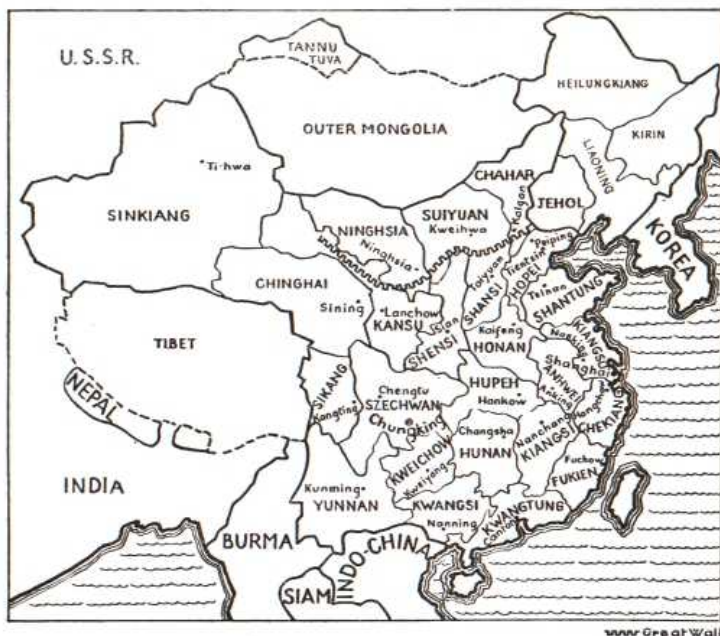 U.S.S.R.
TANNU
TUVA
HEILUNGKIANG
OUTER MONGOLIA
KIRIN
LIAONING
Ti-hwa
CHAHAR
Kalgan
JEHOL
SINKIANG
SUIYUAN
Kweihwa
NINGHSIA
Ninghsia
KOREA
Peiping
Tientsin
HOPEI
Taiyuan
SHANSI
CHINGHAI
Sining
Tsinan
SHANTUNG
Lanchow
KANSU
Sian
SHENSI
Kaifeng
HONAN
KIANGSU
Nanking
Shanghai
ANHWEI
Anking
Hangchow
CHEKIANG
TIBET
NEPAL
SIKANG
Kangting
Chengtu
SZECHWAN
Chungking
HUPEH
Hankow
Changsha
HUNAN
Nanchang
KIANGSI
KWEICHOW
Kweiyang
Fuchow
FUKIEN
INDIA
Kunming
YUNNAN
KWANGSI
Nanning
KWANGTUNG
Canton
BURMA
INDO-CHINA
SIAM
www.GreatWall